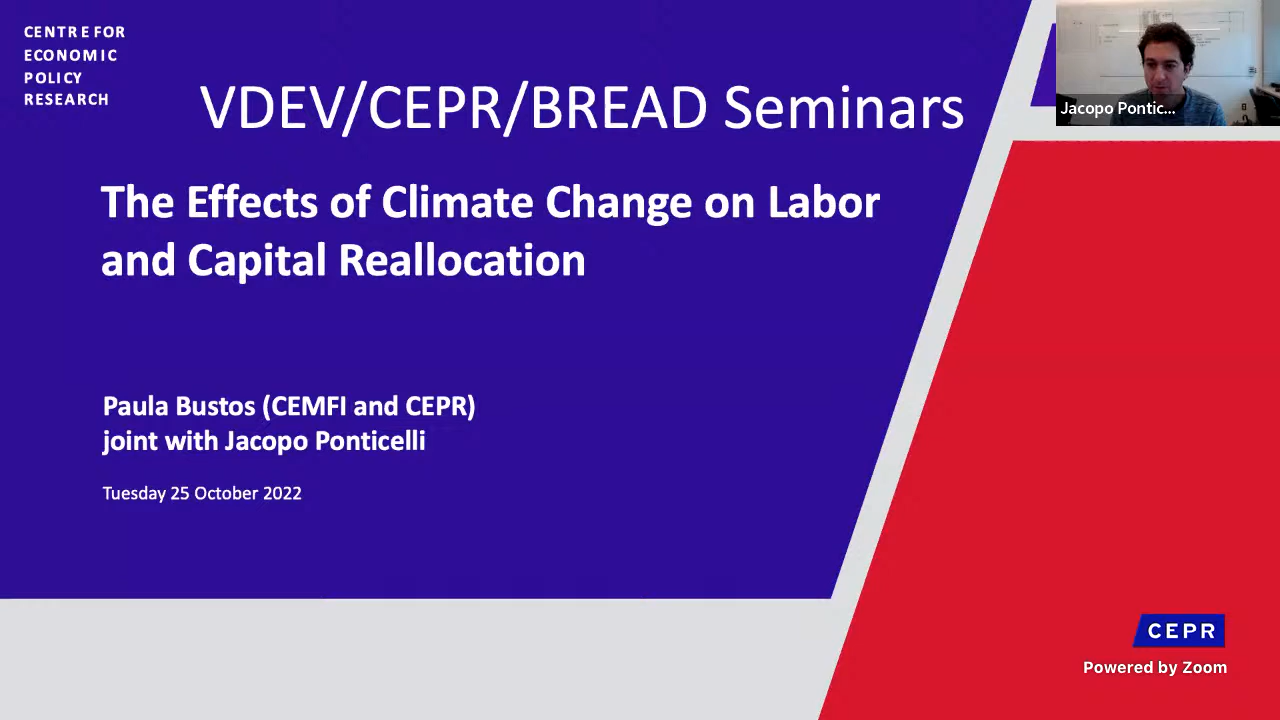 CENTRE FOR
ECONOMIC
POLICY
RESEARCH
VDEV/CEPR/BREAD Seminars
Jacopo Pontic...
The Effects of Climate Change on Labor
and Capital Reallocation
Paula Bustos (CEMFI and CEPR)
joint with Jacopo Ponticelli
Tuesday 25 October 2022
CEPR
Powered by Zoom